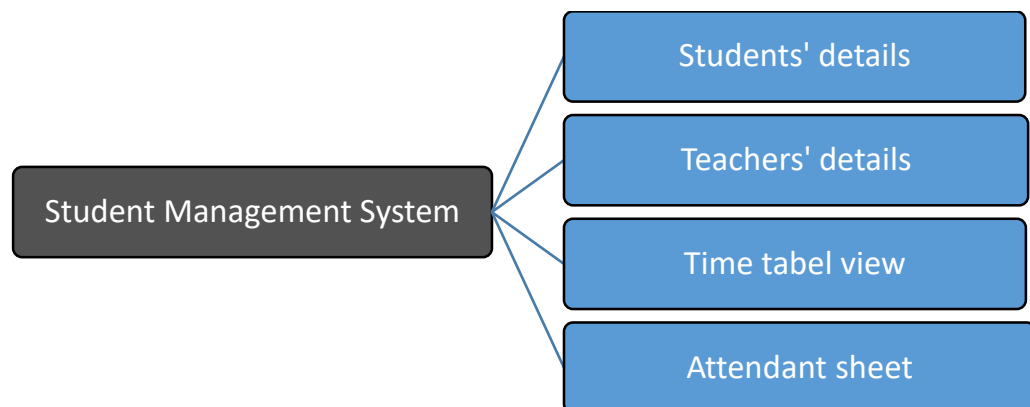 Students' details
Teachers' details
Student Management System
Time tabel view
Attendant sheet